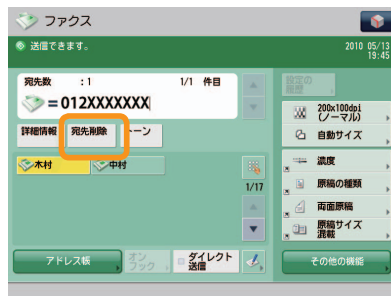 ファクス
送信できます。
2010 05/13
19:45
宛先数 :1 1/1 件目
=012XXXXXXX
詳細情報 宛先削除 トーン
木村 中村
1/17
アドレス帳 オン
フック ダイレクト
送信
設定の
履歴
200x100dpi
(ノーマル)
自動サイズ
濃度
原稿の種類
両面原稿
原稿サイズ
混載
その他の機能